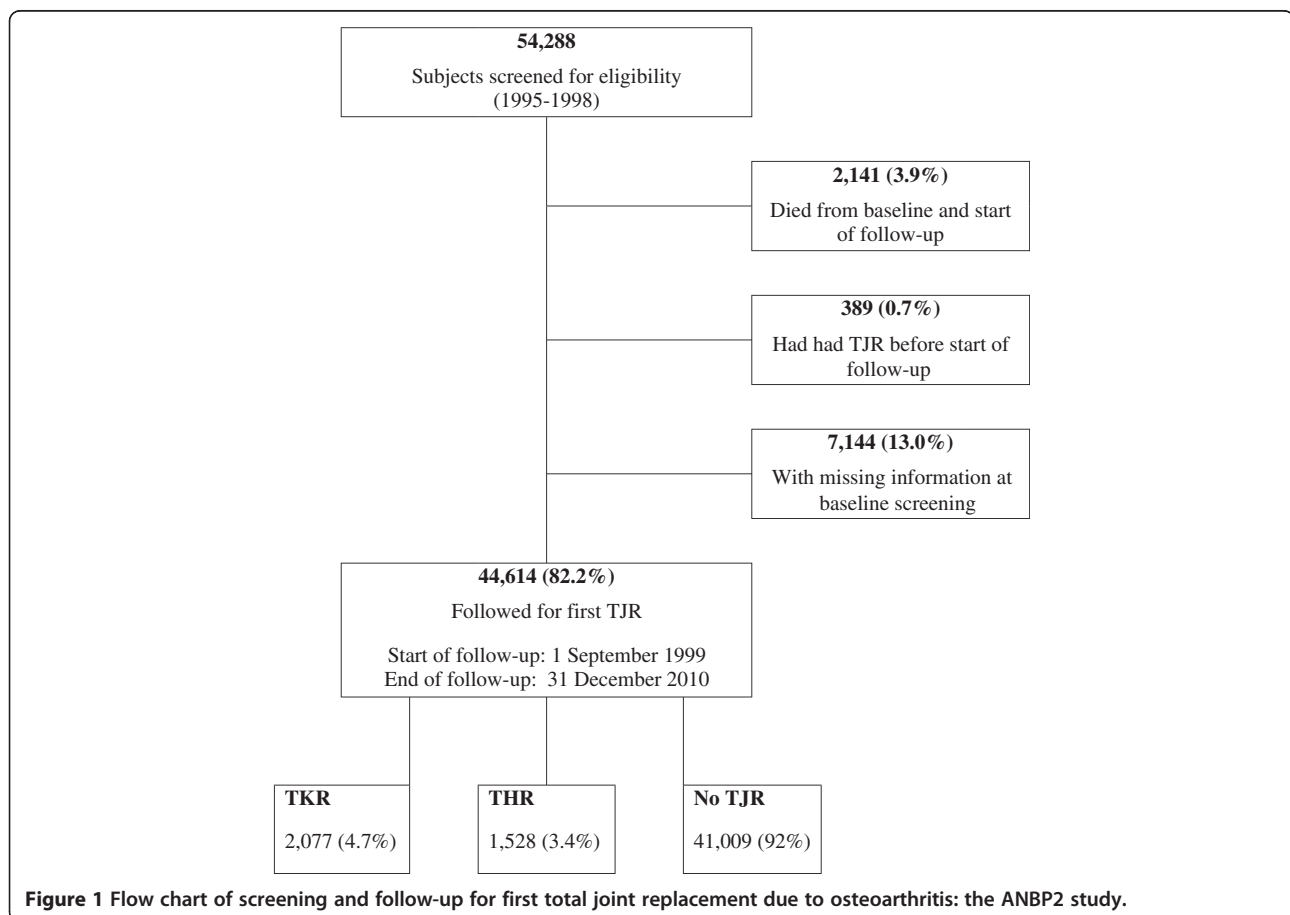 54,288
Subjects screened for eligibility
(1995-1998)
2,141 (3.9%)
Died from baseline and start
of follow-up
389 (0.7%)
Had had TJR before start of
follow-up
7,144 (13.0%)
With missing information at
baseline screening
44,614 (82.2%)
Followed for first TJR
Start of follow-up: 1 September 1999
End of follow-up: 31 December 2010
TKR
2,077 (4.7%)
THR
1,528 (3.4%)
No TJR
41,009 (92%)
Figure 1 Flow chart of screening and follow-up for first total joint replacement due to osteoarthritis: the ANBP2 study.